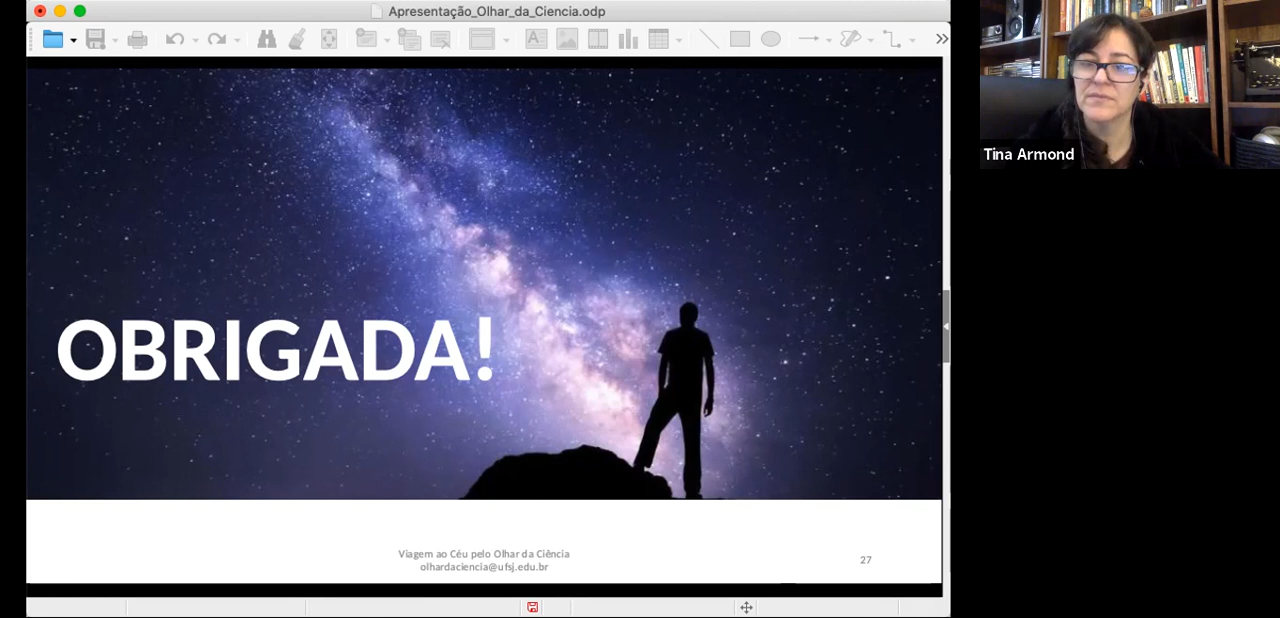 Apresentação_Olhar_da_Ciencia.odp
Tina Armond
OBRIGADA!
Viagem ao Céu pelo Olhar da Ciência
olhardaciencia@ufsj.edu.br
27